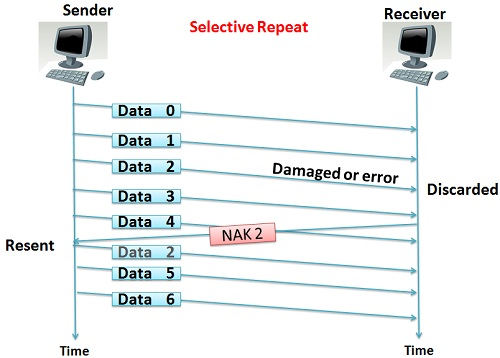 Sender
Receiver
Selective Repeat
Data 0
Data 1
Data 2
Damaged or error
Data 3
Discarded
Data 4
NAK 2
Resent
Data 2
Data 5
Data 6
Time
Time